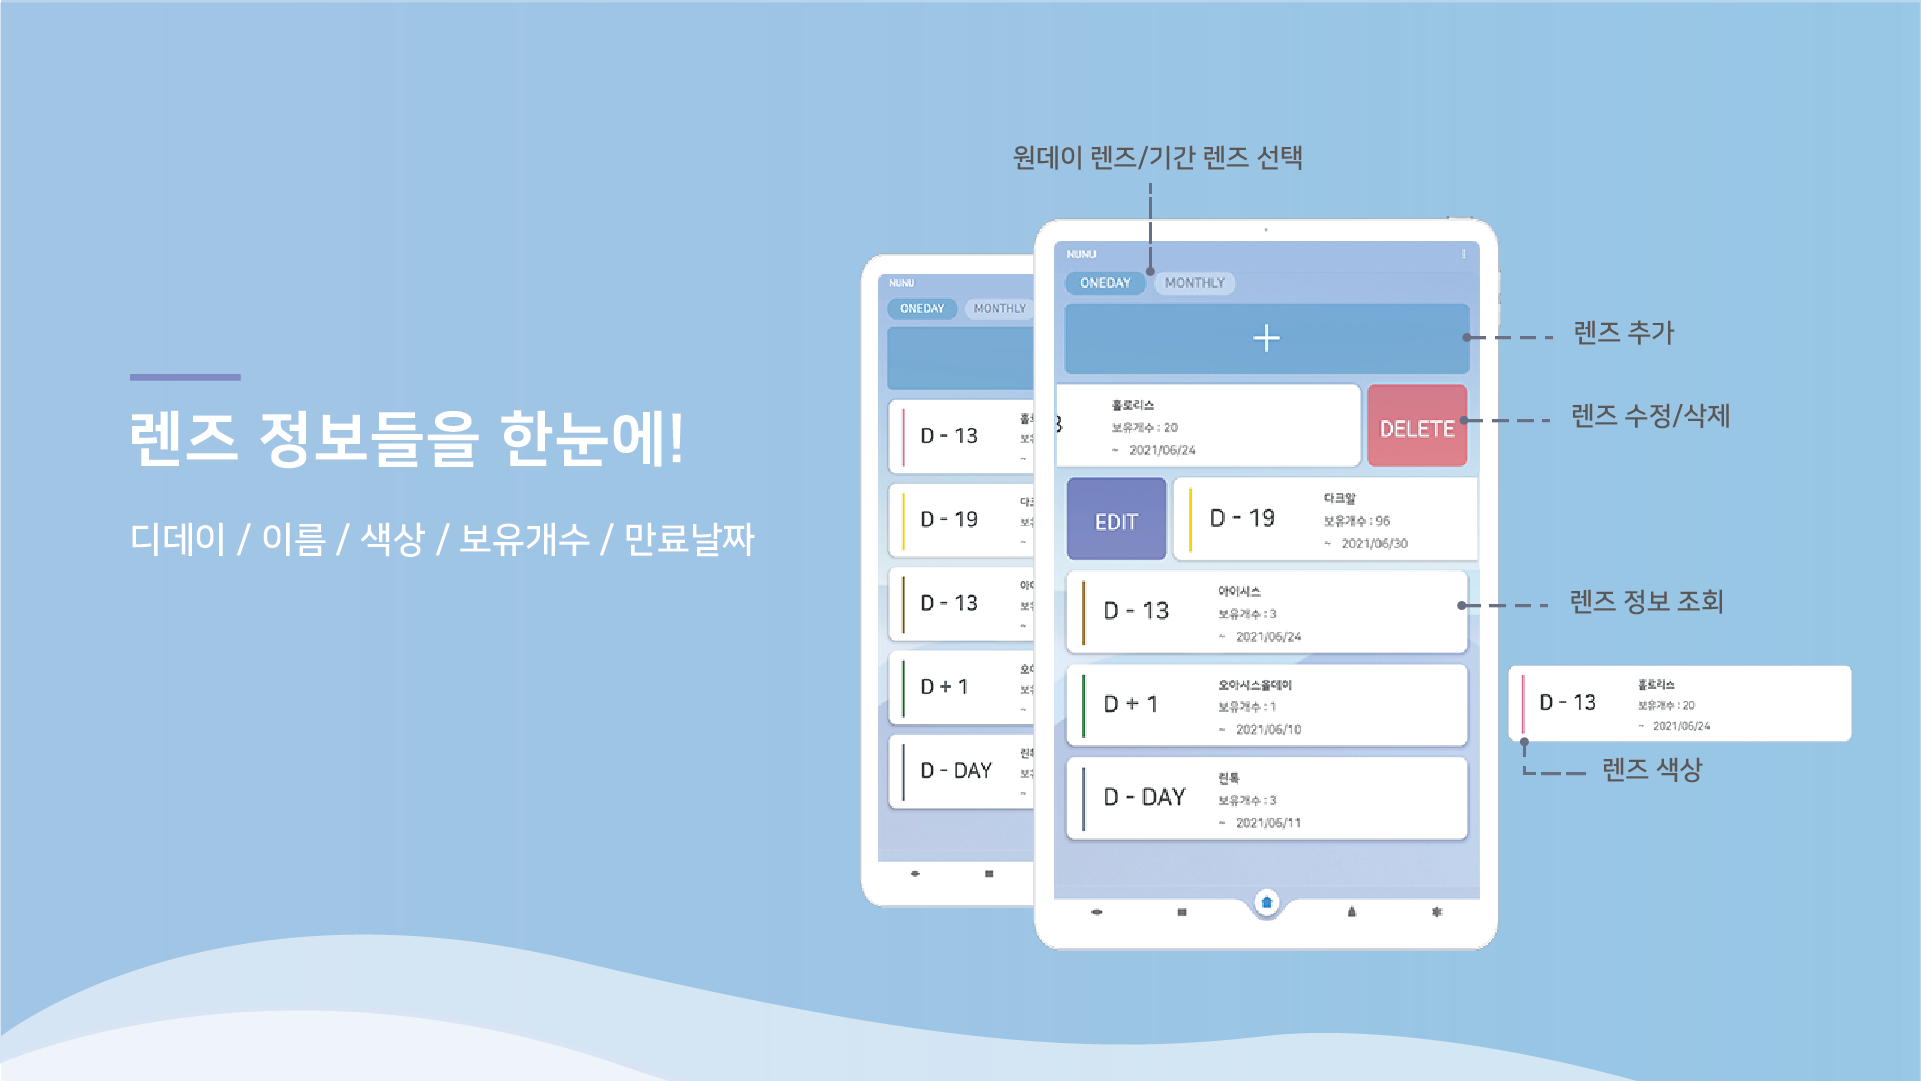 원데이 렌즈/기간 렌즈 선택
렌즈 정보들을 한눈에!
디데이 / 이름 / 색상 / 보유개수 / 만료날짜
NUNU
ONEDAY MONTHLY
D - 13
D - 19
D - 13
D + 1
D - DAY
NUNU
ONEDAY MONTHLY
+
렌즈 추가
홀로리스
보유개수 : 20
~ 2021/06/24
DELETE
렌즈 수정/삭제
EDIT
D - 19
다크왈
보유개수 : 96
~ 2021/06/30
D - 13
아이시스
보유개수 : 3
~ 2021/06/24
렌즈 정보 조회
D + 1
오아시스올데이
보유개수 : 1
~ 2021/06/10
D - DAY
린톡
보유개수 : 3
~ 2021/06/11
D - 13
홀로리스
보유개수 : 20
~ 2021/06/24
렌즈 색상